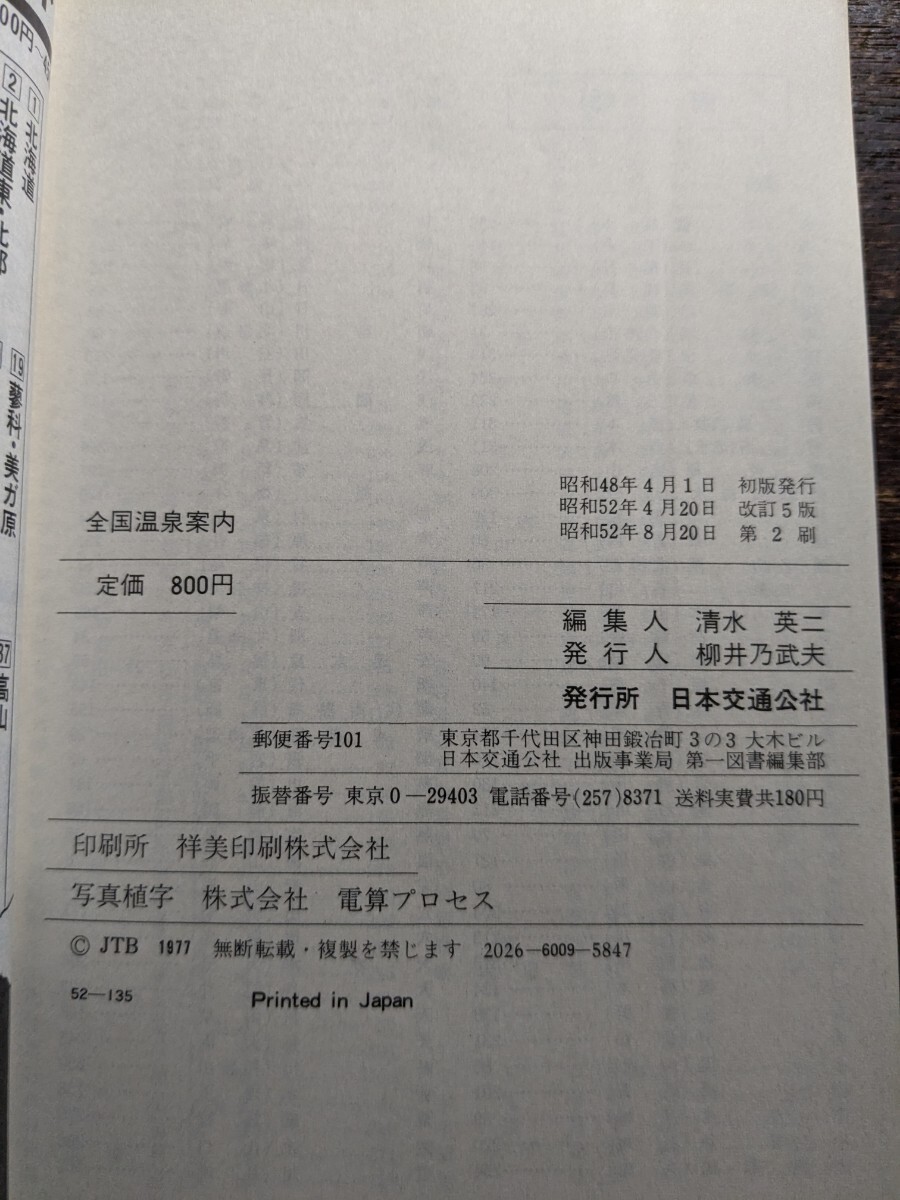 00円〜
1 北海道
2 北海道東・北部
19 蓼科・美ガ原
37 高山
昭和48年4月1日 初版発行
昭和52年4月20日 改訂5版
昭和52年8月20日 第2刷
全国温泉案内
定価 800円
編集人 清水 英二
発行人 柳井乃武夫
発行所 日本交通公社
郵便番号101 東京都千代田区神田鍛冶町3の3 大木ビル
日本交通公社 出版事業局 第一図書編集部
振替番号 東京0―29403 電話番号(257)8371 送料実費共180円
印刷所 祥美印刷株式会社
写真植字 株式会社 電算プロセス
© JTB 1977 無断転載・複製を禁じます 2026―6009―5847
52―135 Printed in Japan